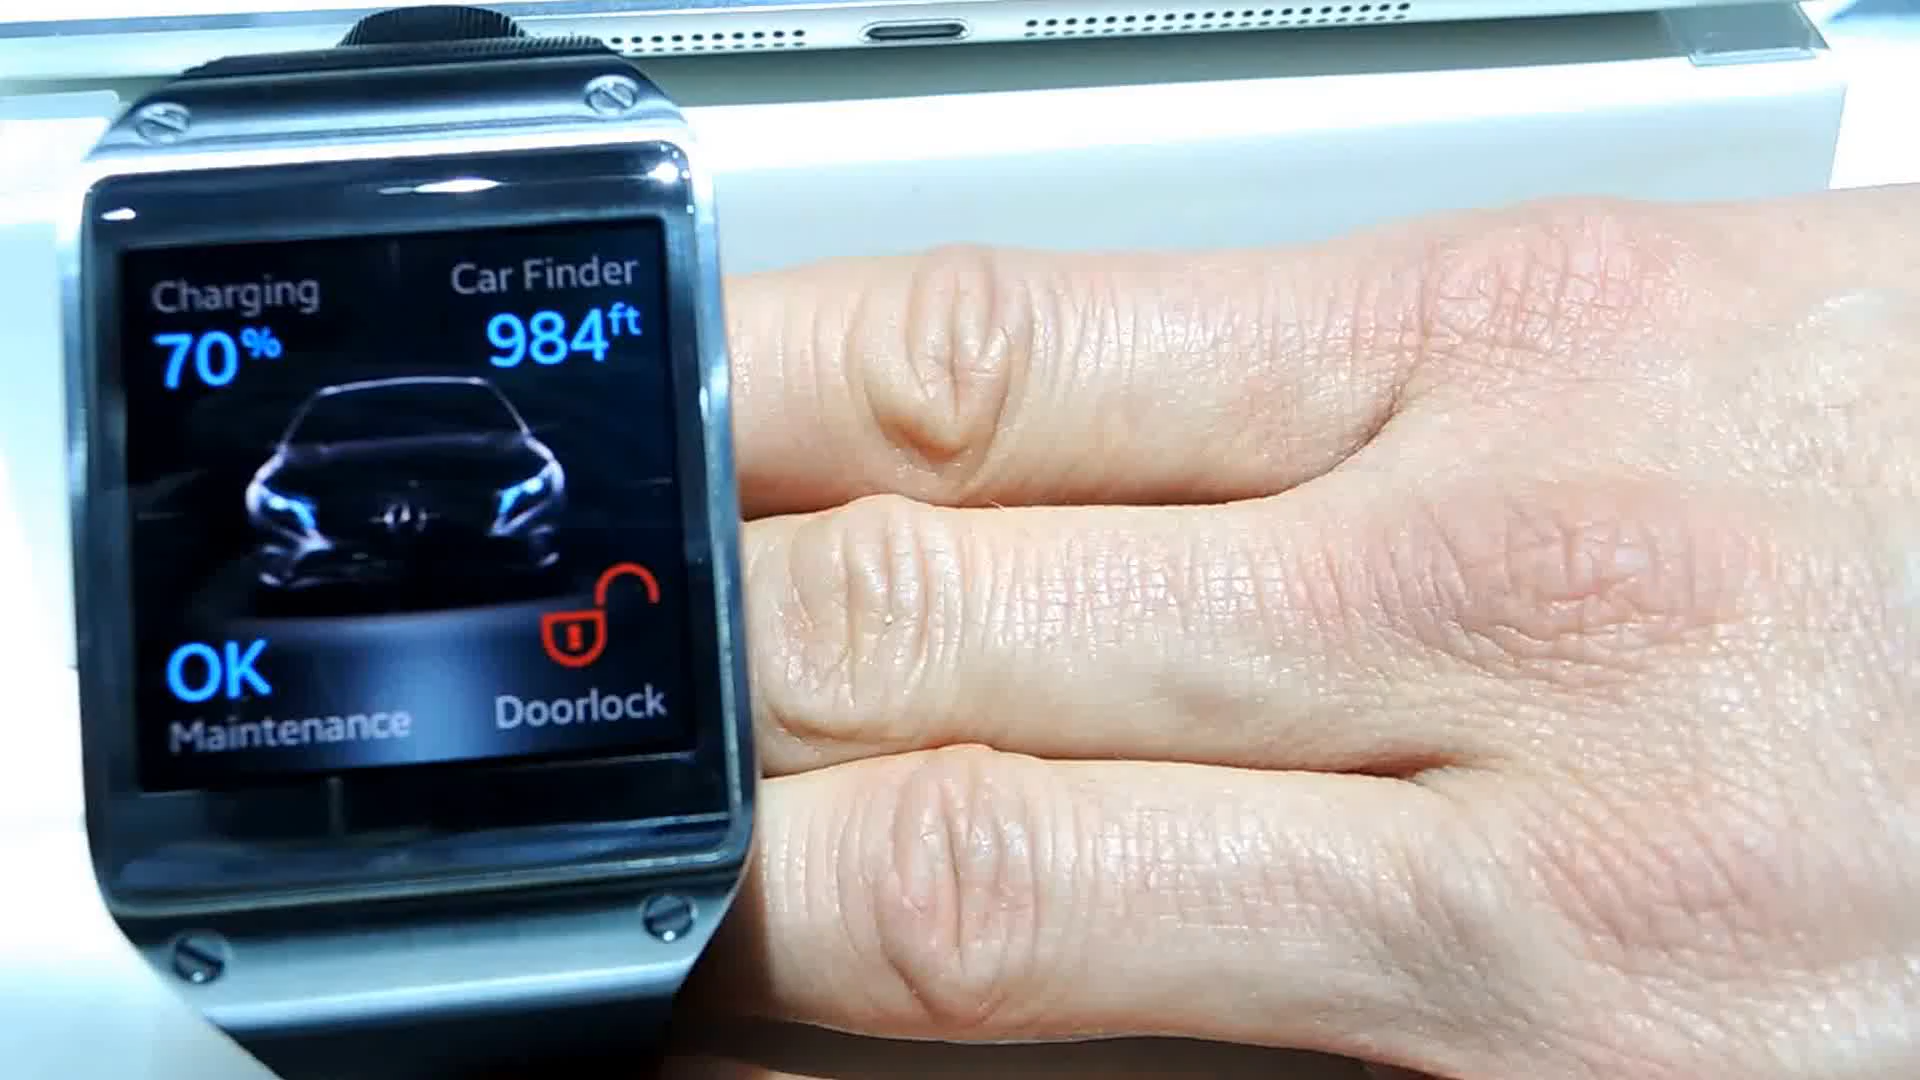 Charging
70%
Car Finder
984ft
OK
Maintenance
Doorlock